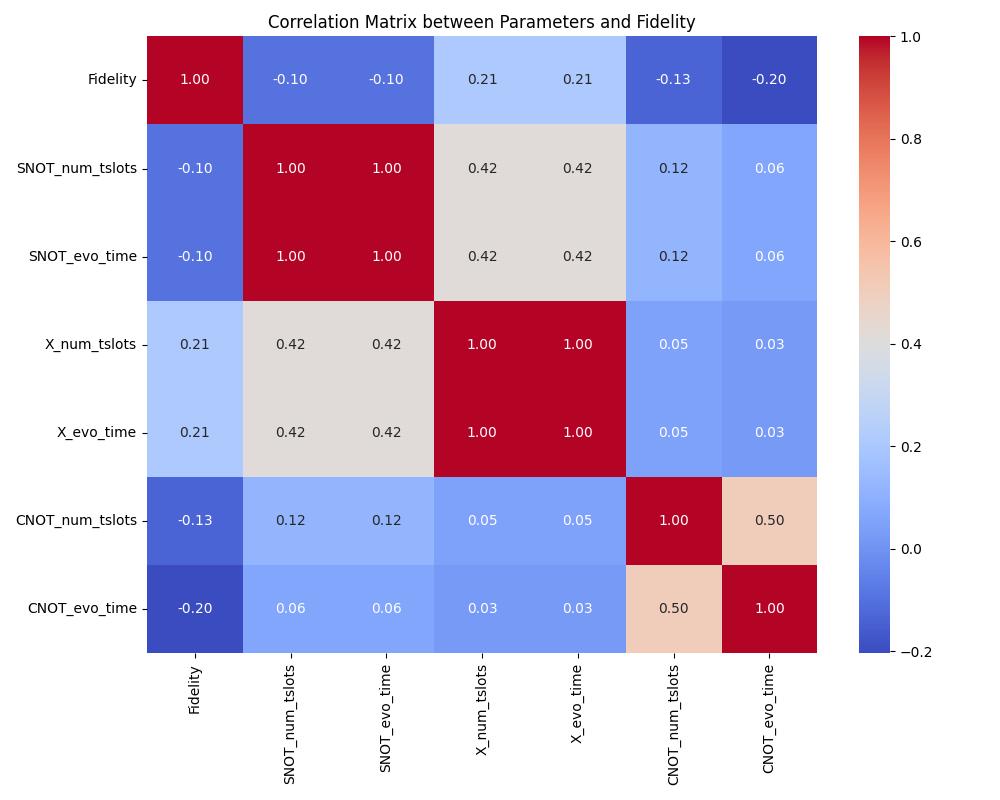 Correlation Matrix between Parameters and Fidelity
Fidelity 1.00 -0.10 -0.10 0.21 0.21 -0.13 -0.20
SNOT_num_tslots -0.10 1.00 1.00 0.42 0.42 0.12 0.06
SNOT_evo_time -0.10 1.00 1.00 0.42 0.42 0.12 0.06
X_num_tslots 0.21 0.42 0.42 1.00 1.00 0.05 0.03
X_evo_time 0.21 0.42 0.42 1.00 1.00 0.05 0.03
CNOT_num_tslots -0.13 0.12 0.12 0.05 0.05 1.00 0.50
CNOT_evo_time -0.20 0.06 0.06 0.03 0.03 0.50 1.00
Fidelity
SNOT_num_tslots
SNOT_evo_time
X_num_tslots
X_evo_time
CNOT_num_tslots
CNOT_evo_time
1.0
0.8
0.6
0.4
0.2
0.0
−0.2